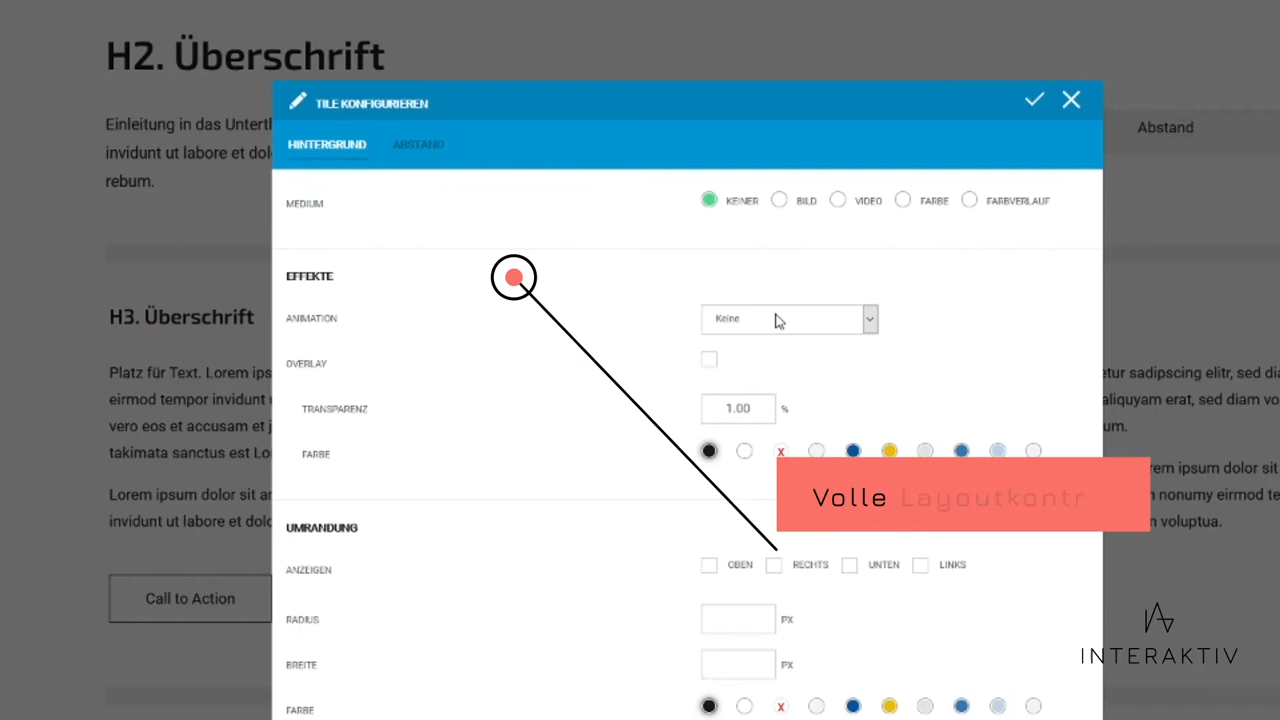 H2. Überschrift
Einleitung in das Untert
invidunt ut labore et dol
rebum.
Abstand
TILE KONFIGURIEREN
HINTERGRUND ABSTAND
MEDIUM KEINER BILD VIDEO FARBE FARBVERLAUF
EFFEKTE
ANIMATION Keine
OVERLAY
TRANSPARENZ 1.00 %
FARBE X
Volle Layoutkontr
UMRANDUNG
ANZEIGEN OBEN RECHTS UNTEN LINKS
RADIUS PX
BREITE PX
FARBE X
H3. Überschrift
Platz für Text. Lorem ips
eirmod tempor invidunt u
vero eos et accusam et j
takimata sanctus est Lo
Lorem ipsum dolor sit a
invidunt ut labore et dolo
Call to Action
etur sadipscing elitr, sed dia
aliquyam erat, sed diam vo
um.
rem ipsum dolor sit
nonumy eirmod te
n voluptua.
INTERAKTIV